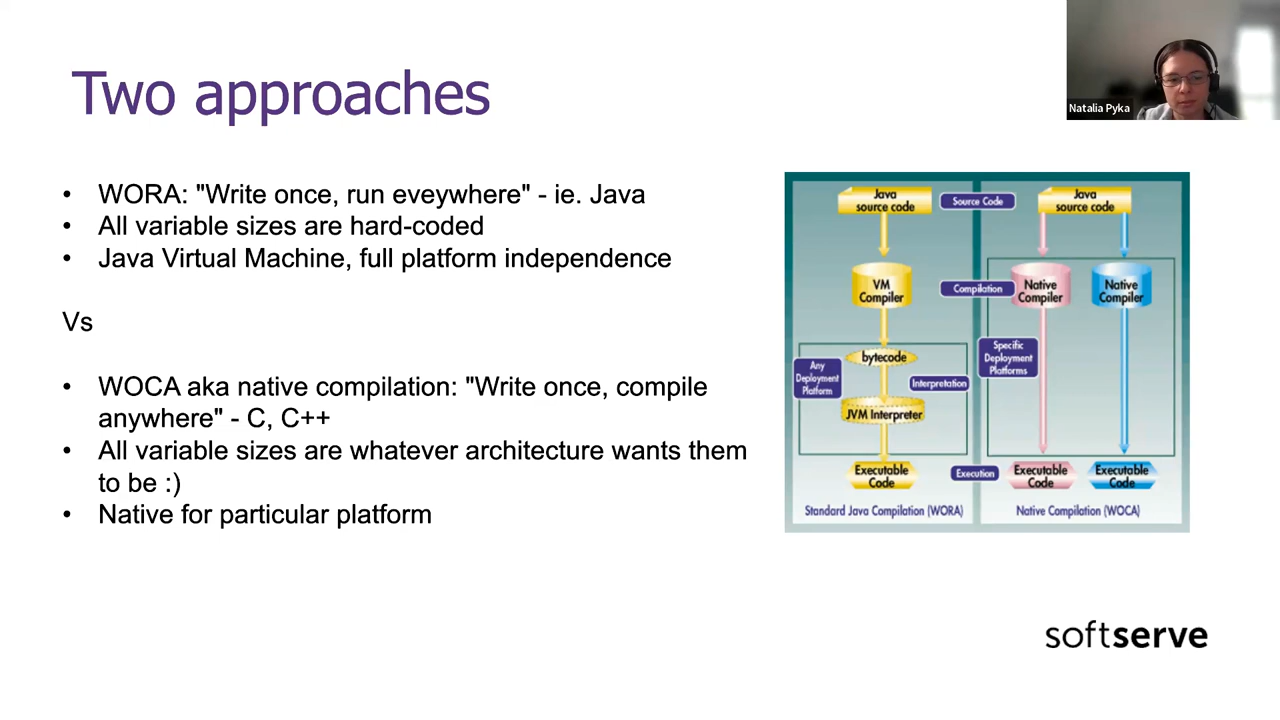 Two approaches
Natalia Pyka
• WORA: "Write once, run eveywhere" - ie. Java
• All variable sizes are hard-coded
• Java Virtual Machine, full platform independence
Vs
• WOCA aka native compilation: "Write once, compile
anywhere" - C, C++
• All variable sizes are whatever architecture wants them
to be :)
• Native for particular platform
Java
source code
Source Code
Java
source code
VM
Compiler
Compilation
Native
Compiler
Native
Compiler
bytecode
Any
Deployment
Platform
Interpretation
Specific
Deployment
Platforms
JVM Interpreter
Executable
Code
Execution
Executable
Code
Executable
Code
Standard Java Compilation (WORA)
Native Compilation (WOCA)
softserve